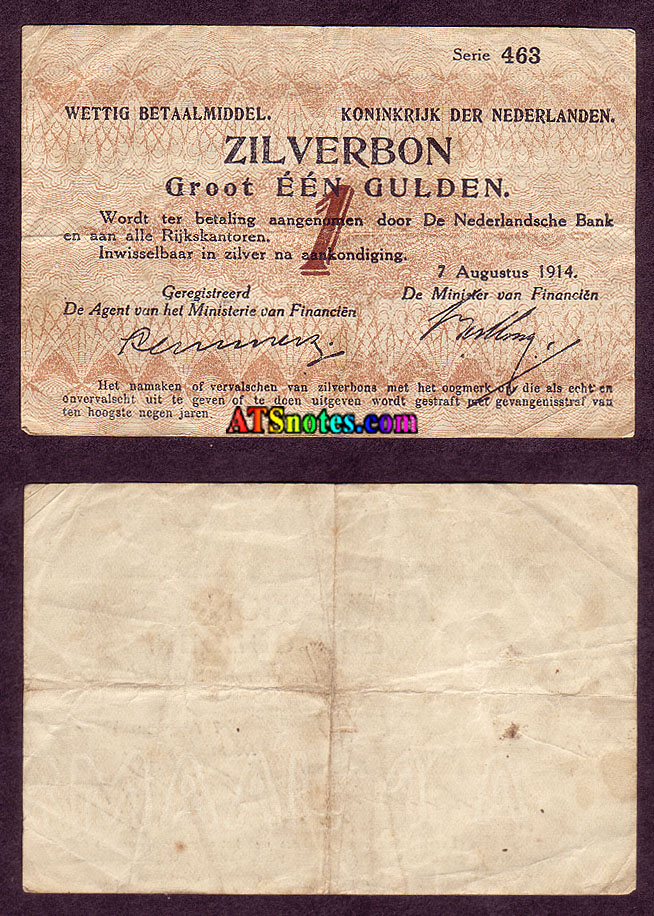 Serie 463
WETTIG BETAALMIDDEL. KONINKRIJK DER NEDERLANDEN.
ZILVERBON
Groot ÉÉN GULDEN.
1
Wordt ter betaling aangenomen door De Nederlandsche Bank
en aan alle Rijkskantoren.
Inwisselbaar in zilver na aankondiging.
7 Augustus 1914.
Geregistreerd De Minister van Financiën
De Agent van het Ministerie van Financiën
Het namaken of vervalschen van zilverbons met het oogmerk om die als echt en
onvervalscht uit te geven of te doen uitgeven wordt gestraft met gevangenisstraf van
ten hoogste negen jaren.
ATSnotes.com